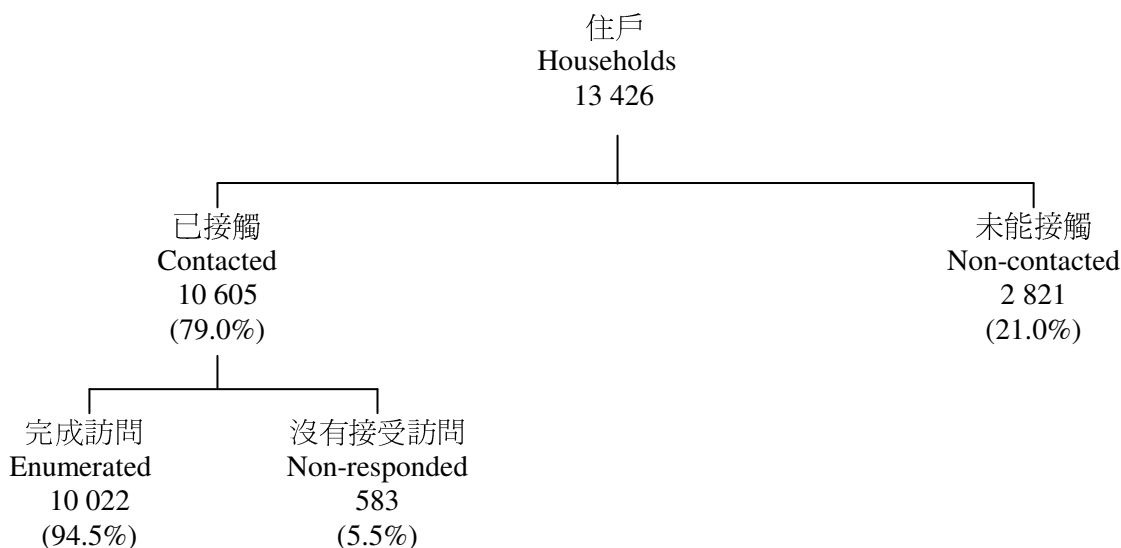 住戶
Households
13 426
已接觸
Contacted
10 605
(79.0%)
未能接觸
Non-contacted
2 821
(21.0%)
完成訪問
Enumerated
10 022
(94.5%)
沒有接受訪問
Non-responded
583
(5.5%)